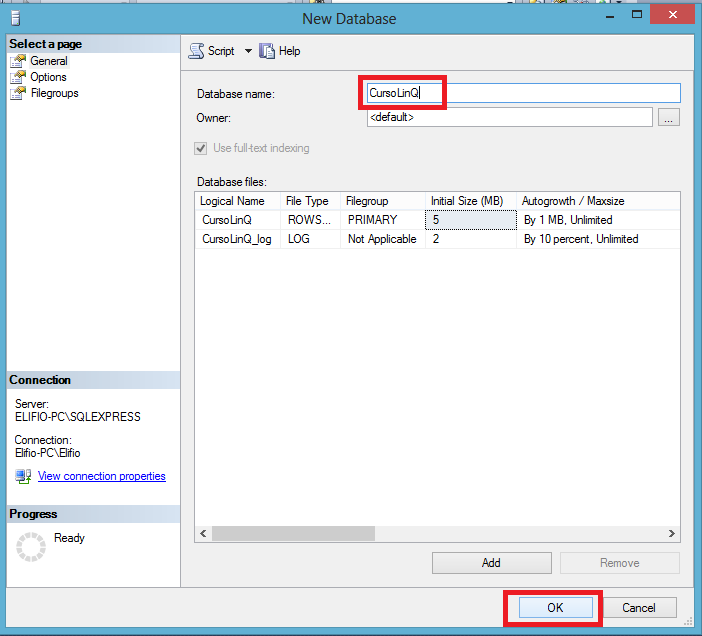 New Database
Select a page
General
Options
Filegroups
Script
Help
Database name:
CursoLinQ
Owner:
<default>
...
Use full-text indexing
Database files:
Logical Name File Type Filegroup Initial Size (MB) Autogrowth / Maxsize
CursoLinQ ROWS... PRIMARY 5 By 1 MB, Unlimited
CursoLinQ_log LOG Not Applicable 2 By 10 percent, Unlimited
Connection
Server:
ELIFIO-PC\SQLEXPRESS
Connection:
Elifio-PC\Elifio
View connection properties
Progress
Ready
Add
Remove
OK
Cancel